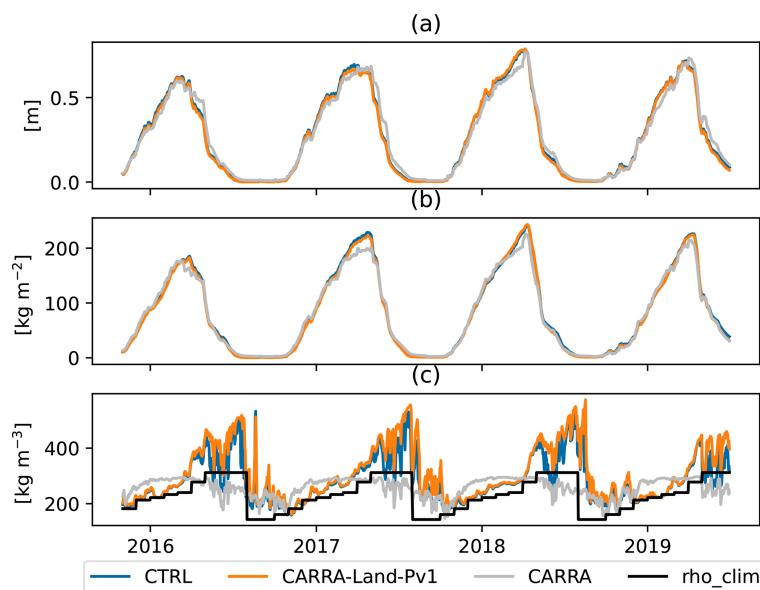 (a)
[m]
0.5
0.0
(b)
[kg m⁻²]
200
100
0
(c)
[kg m⁻³]
400
200
2016 2017 2018 2019
CTRL CARRA-Land-Pv1 CARRA rho_clim